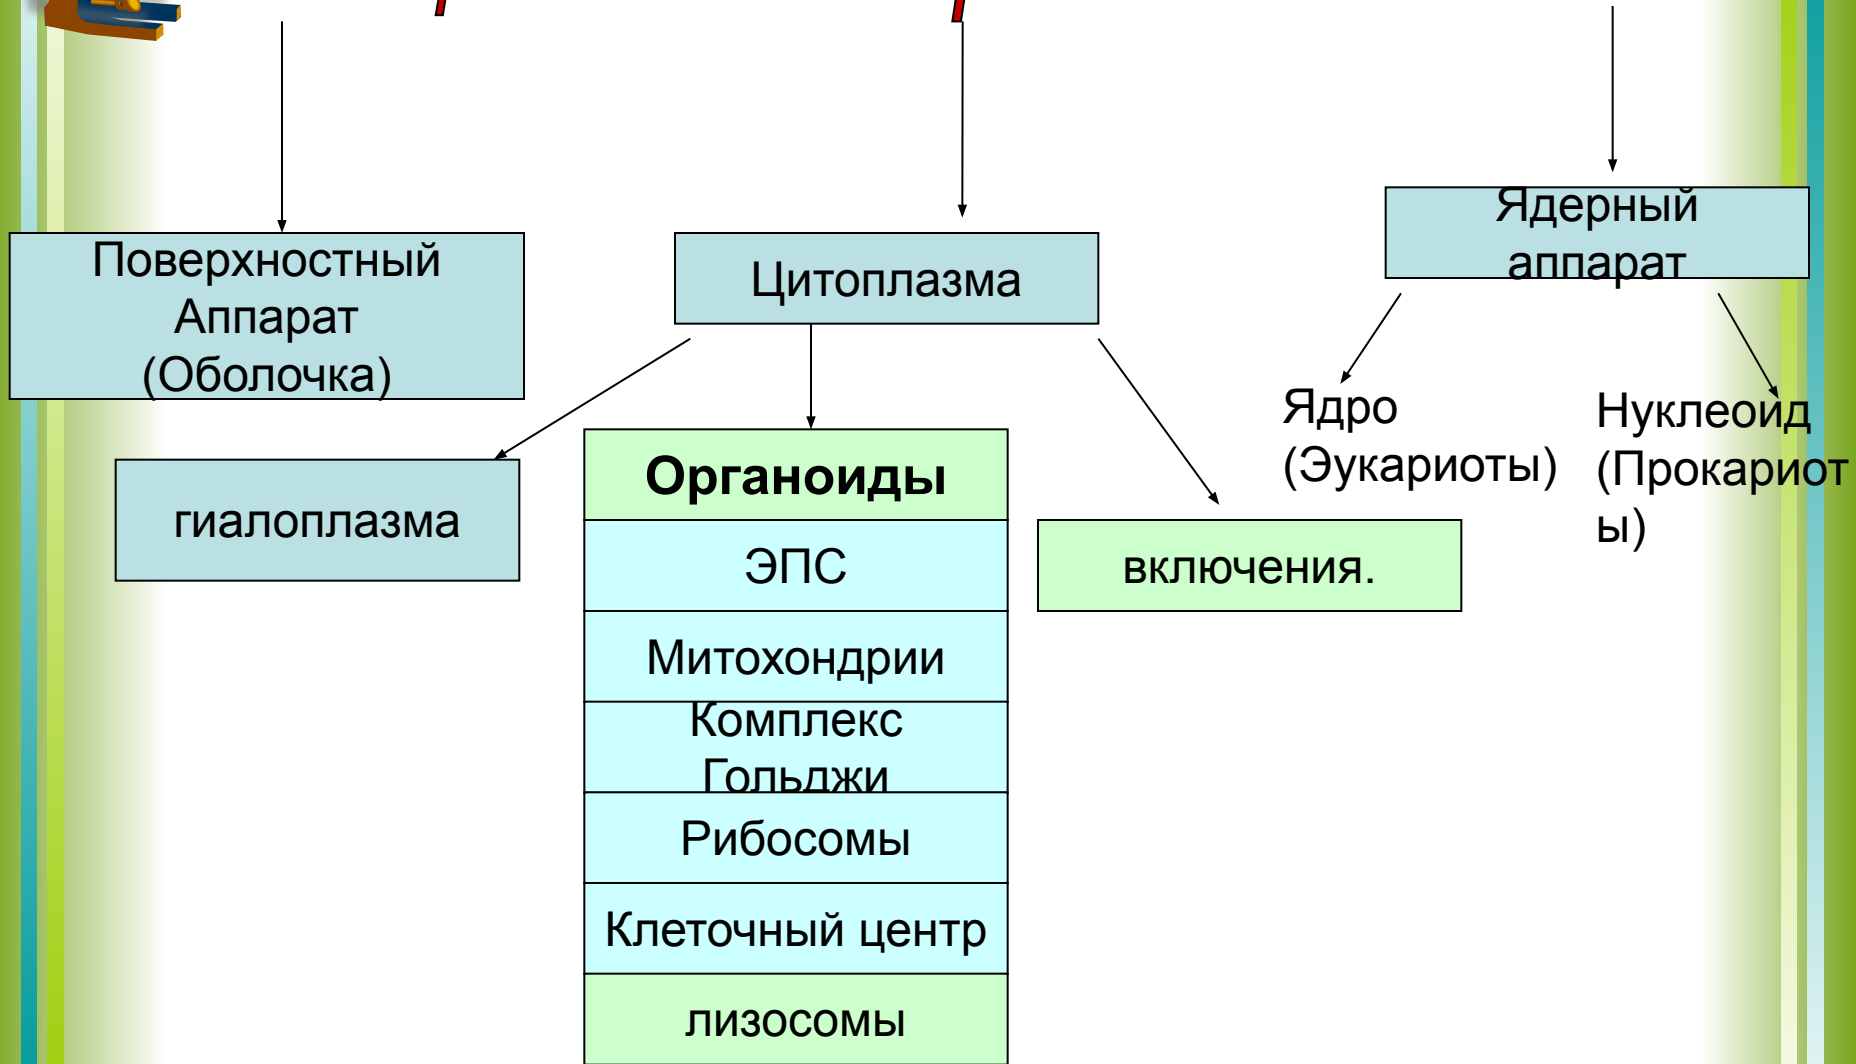 Поверхностный
Аппарат
(Оболочка)
Цитоплазма
Ядерный
аппарат
гиалоплазма
Органоиды
ЭПС
Митохондрии
Комплекс
Гольджи
Рибосомы
Клеточный центр
лизосомы
включения.
Ядро
(Эукариоты)
Нуклеоид
(Прокариот
ы)